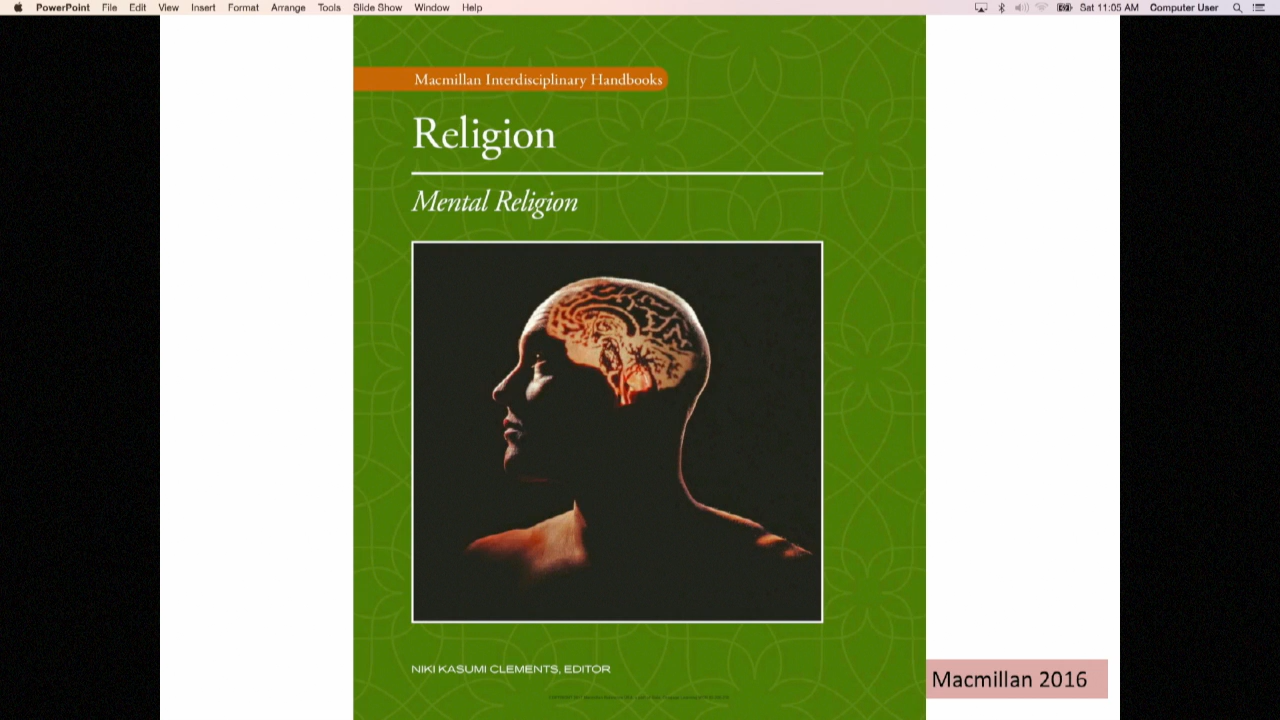 PowerPoint File Edit View Insert Format Arrange Tools Slide Show Window Help Sat 11:05 AM Computer User
Macmillan Interdisciplinary Handbooks
Religion
Mental Religion
NIKI KASUMI CLEMENTS, EDITOR
Macmillan 2016